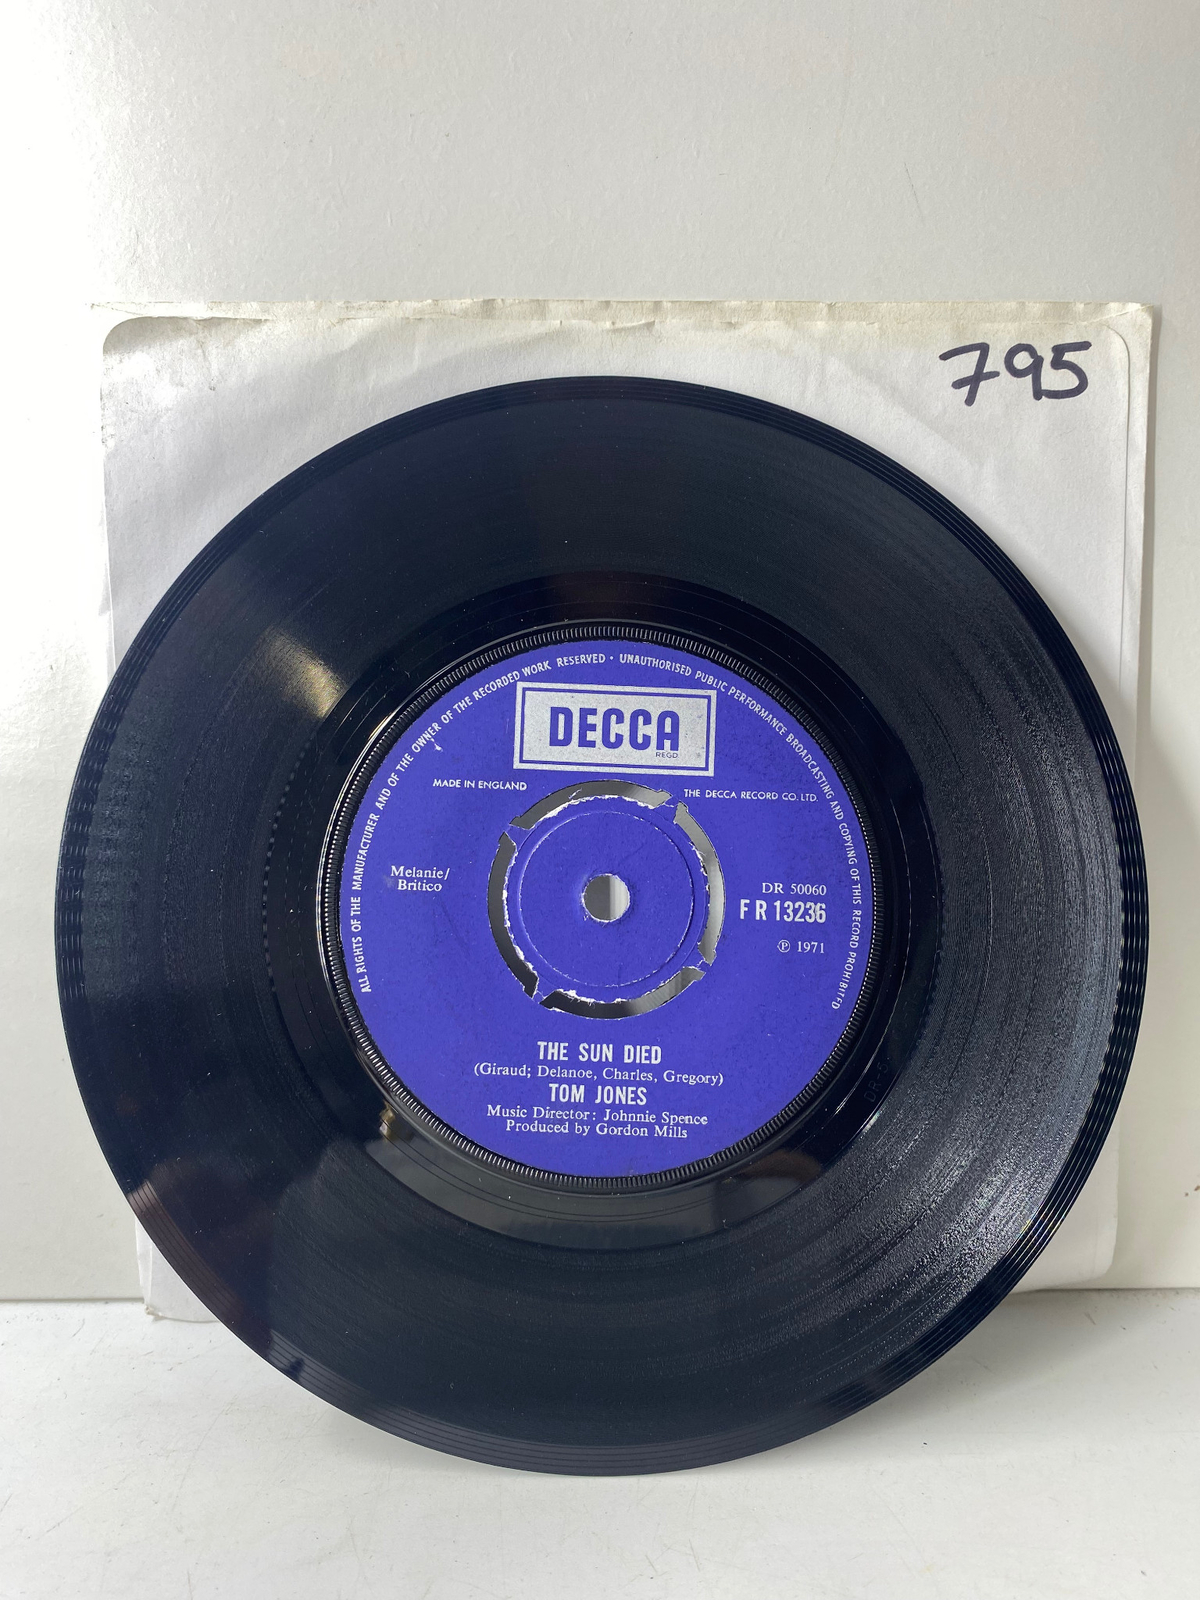 795
ALL RIGHTS OF THE MANUFACTURER AND OF THE OWNER OF THE RECORDED WORK RESERVED · UNAUTHORISED PUBLIC PERFORMANCE BROADCASTING AND COPYING OF THIS RECORD PROHIBITED
DECCA
REGD
MADE IN ENGLAND
THE DECCA RECORD CO. LTD.
Melanie/
Britico
DR 50060
FR 13236
℗ 1971
THE SUN DIED
(Giraud; Delanoe, Charles, Gregory)
TOM JONES
Music Director: Johnnie Spence
Produced by Gordon Mills